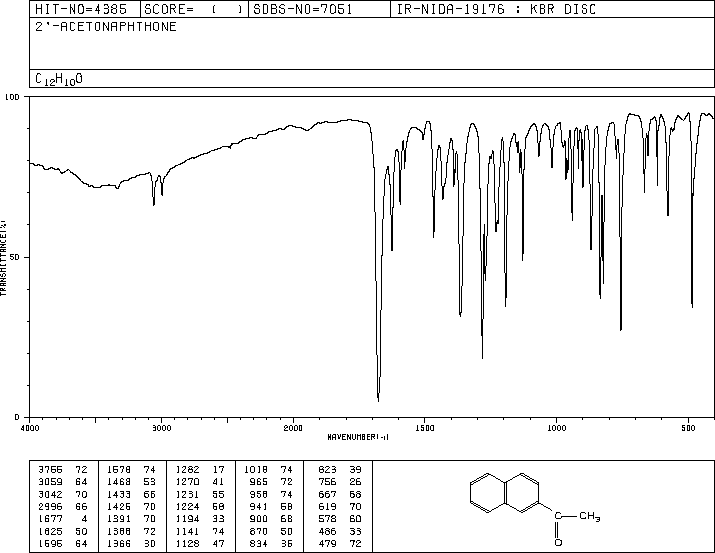 HIT-NO=4385 SCORE= ( ) SDBS-NO=7051 IR-NIDA-19176 : KBR DISC
2'-ACETONAPHTHONE
C12H10O
100
50
0
TRANSMITTANCE(%)
4000 3000 2000 1500 1000 500
WAVENUMBER(-1)
3755 72 1578 74 1282 17 1018 74 823 39
3059 64 1468 53 1270 41 965 72 756 26
3042 70 1433 66 1231 55 958 74 667 68
2996 66 1426 70 1224 58 941 58 619 70
1677 4 1391 70 1194 33 900 68 578 60
1625 50 1388 72 1141 74 870 50 486 33
1595 64 1366 30 1128 47 834 35 479 72
C CH3
O